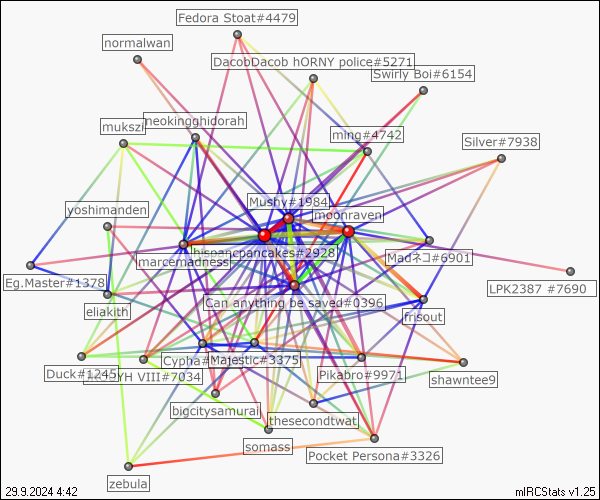 Fedora Stoat#4479
normalwan
DacobDacob hORNY police#5271
Swirly Boi#6154
mukszi
neokingghidorah
ming#4742
Silver#7938
Mushy#1984
yoshimanden
moonraven
hispancpancakes#2928
marcemadness
Madネコ#6901
Eg.Master#1378
LPK2387 #7690
eliakith
Can anything be saved#0396
frisout
Cypha#
Majestic#3375
Duck#1245
YH VIII#7034
Pikabro#9971
shawntee9
bigcitysamurai
thesecondtwat
somass
Pocket Persona#3326
zebula
29.9.2024 4:42
mIRCStats v1.25